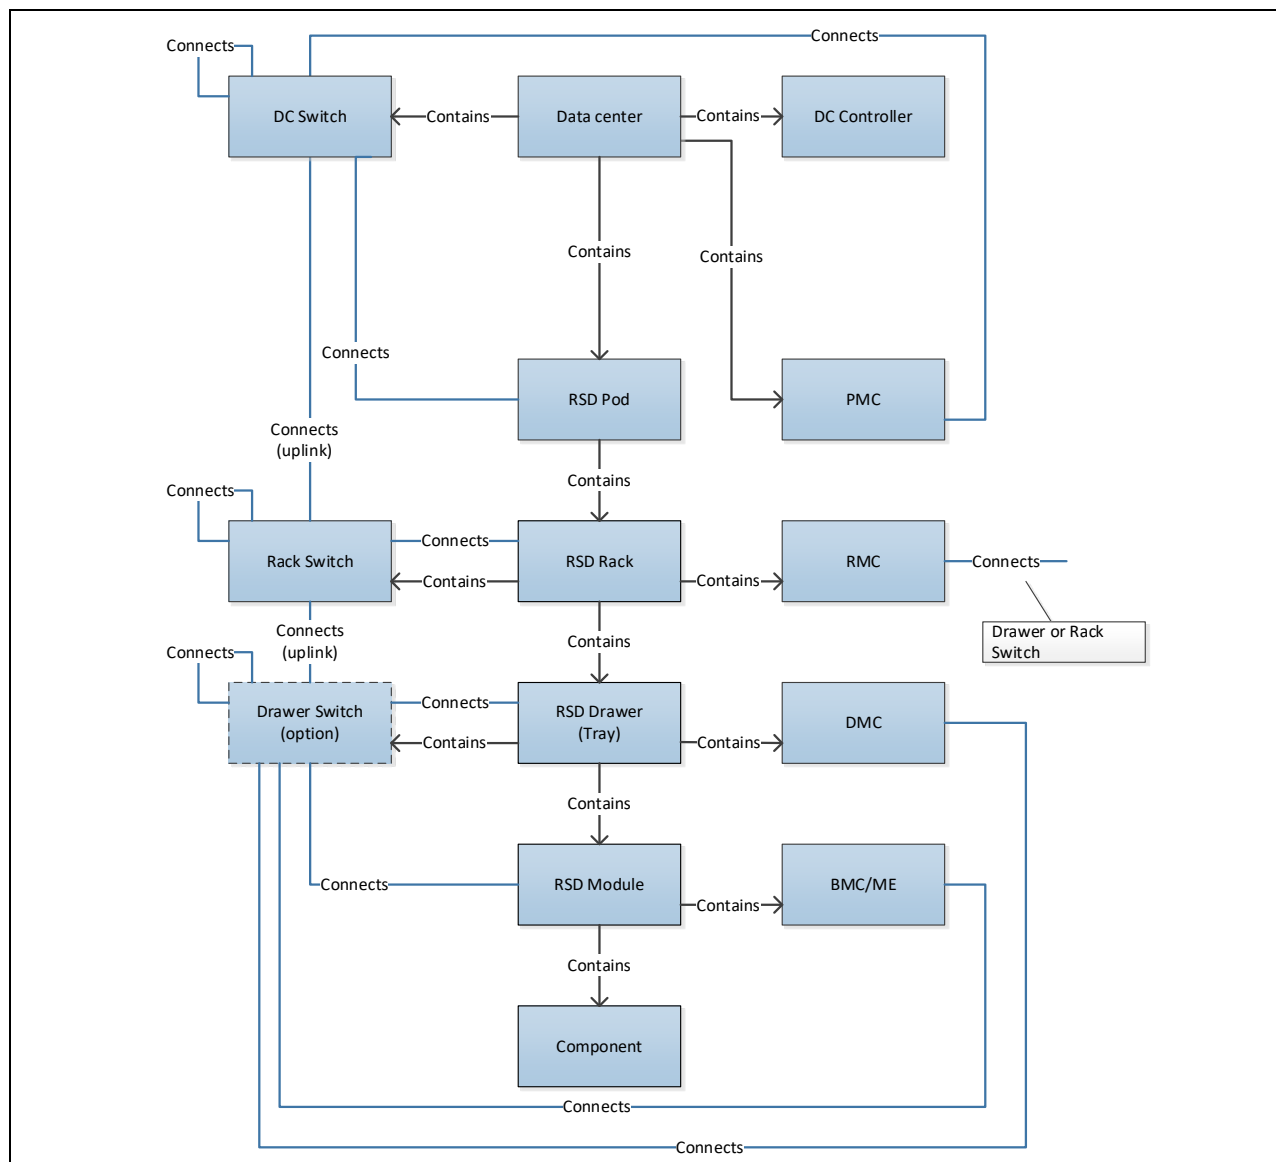 Connects
Connects
DC Switch
Contains
Data center
Contains
DC Controller
Contains
Contains
Connects
RSD Pod
PMC
Connects
(uplink)
Contains
Connects
Rack Switch
Connects
Contains
RSD Rack
Contains
RMC
Connects
Drawer or Rack
Switch
Connects
(uplink)
Contains
Connects
Drawer Switch
(option)
Connects
Contains
RSD Drawer
(Tray)
Contains
DMC
Contains
Connects
RSD Module
Contains
BMC/ME
Contains
Component
Connects
Connects